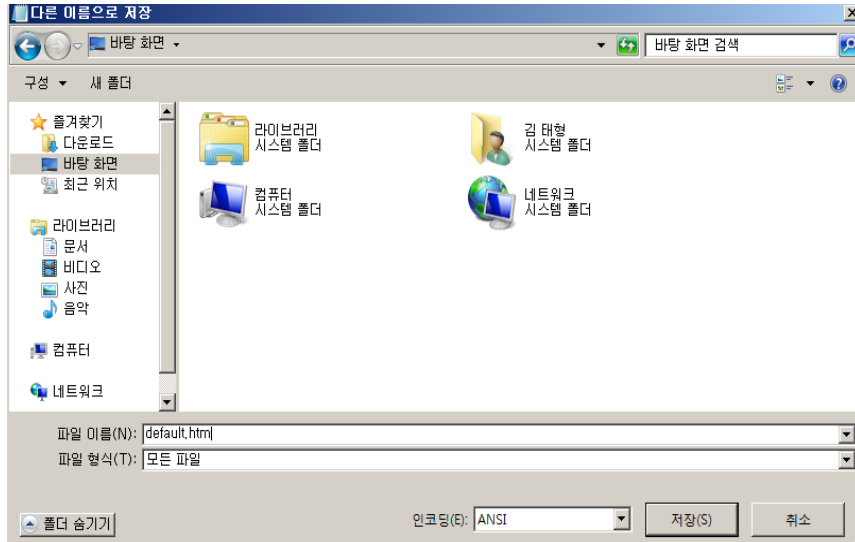 다른 이름으로 저장
바탕 화면
바탕 화면 검색
구성
새 폴더
즐겨찾기
다운로드
바탕 화면
최근 위치
라이브러리
문서
비디오
사진
음악
컴퓨터
네트워크
라이브러리
시스템 폴더
김 태형
시스템 폴더
컴퓨터
시스템 폴더
네트워크
시스템 폴더
파일 이름(N): default.htm
파일 형식(T): 모든 파일
폴더 숨기기
인코딩(E): ANSI
저장(S)
취소